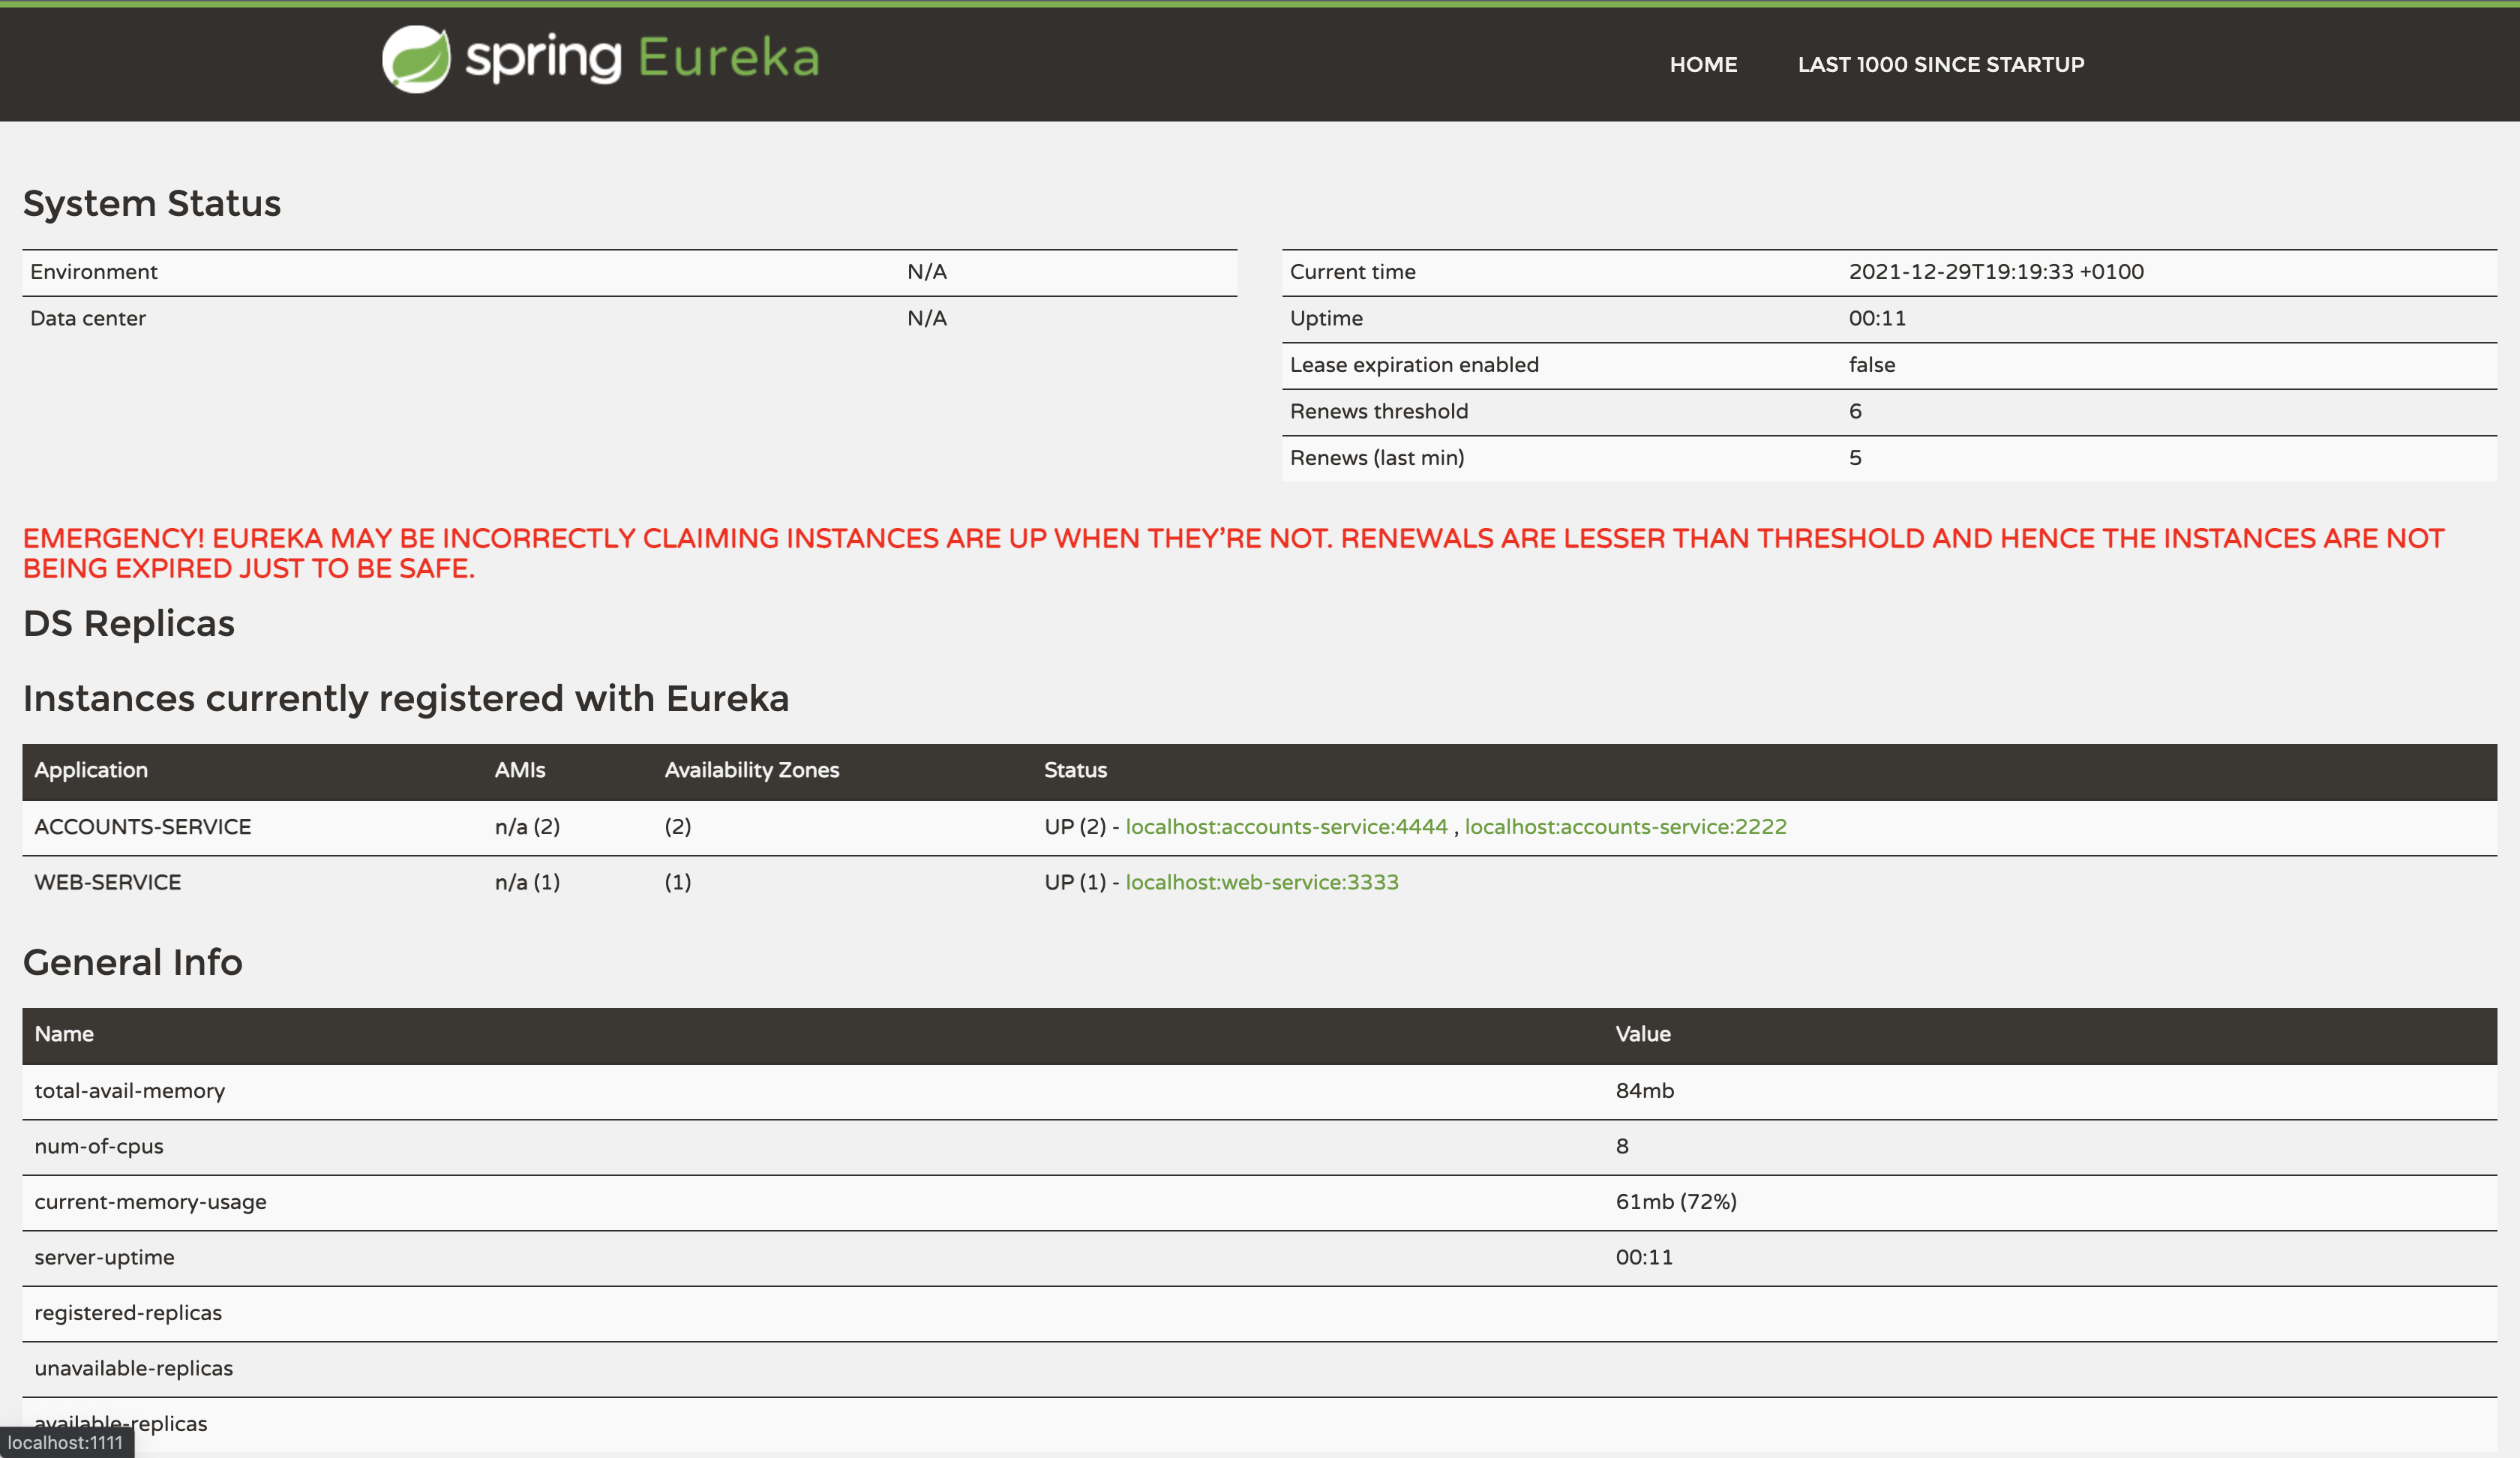 spring Eureka
HOME LAST 1000 SINCE STARTUP
System Status
Environment N/A
Data center N/A
Current time 2021-12-29T19:19:33 +0100
Uptime 00:11
Lease expiration enabled false
Renews threshold 6
Renews (last min) 5
EMERGENCY! EUREKA MAY BE INCORRECTLY CLAIMING INSTANCES ARE UP WHEN THEY'RE NOT. RENEWALS ARE LESSER THAN THRESHOLD AND HENCE THE INSTANCES ARE NOT
BEING EXPIRED JUST TO BE SAFE.
DS Replicas
Instances currently registered with Eureka
Application AMIs Availability Zones Status
ACCOUNTS-SERVICE n/a (2) (2) UP (2) - localhost:accounts-service:4444 , localhost:accounts-service:2222
WEB-SERVICE n/a (1) (1) UP (1) - localhost:web-service:3333
General Info
Name Value
total-avail-memory 84mb
num-of-cpus 8
current-memory-usage 61mb (72%)
server-uptime 00:11
registered-replicas
unavailable-replicas
available-replicas
localhost:1111